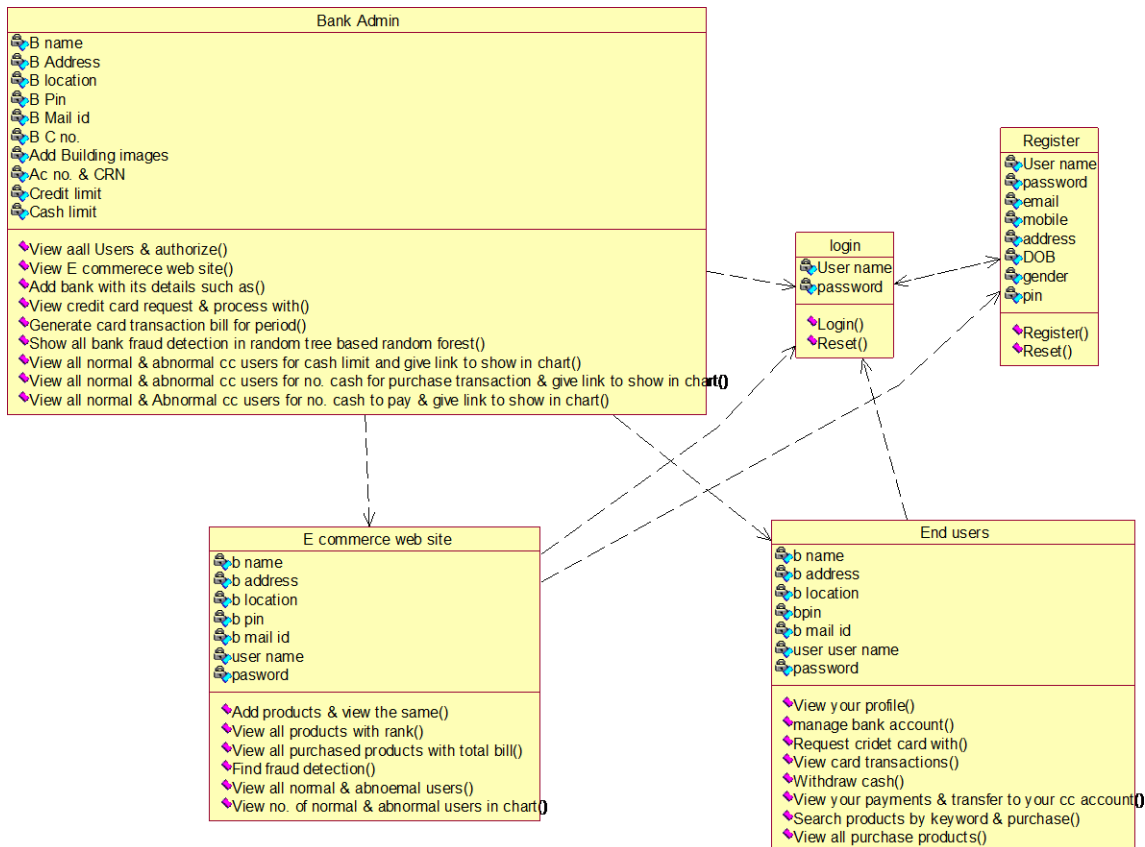 Bank Admin
B name
B Address
B location
B Pin
B Mail id
B C no.
Add Building images
Ac no. & CRN
Credit limit
Cash limit
View aall Users & authorize()
View E commerece web site()
Add bank with its details such as()
View credit card request & process with()
Generate card transaction bill for period()
Show all bank fraud detection in random tree based random forest()
View all normal & abnormal cc users for cash limit and give link to show in chart()
View all normal & abnormal cc users for no. cash for purchase transaction & give link to show in chart()
View all normal & Abnormal cc users for no. cash to pay & give link to show in chart()
login
User name
password
Login()
Reset()
Register
User name
password
email
mobile
address
DOB
gender
pin
Register()
Reset()
E commerce web site
b name
b address
b location
b pin
b mail id
user name
pasword
Add products & view the same()
View all products with rank()
View all purchased products with total bill()
Find fraud detection()
View all normal & abnoemal users()
View no. of normal & abnormal users in chart()
End users
b name
b address
b location
bpin
b mail id
user user name
password
View your profile()
manage bank account()
Request cridet card with()
View card transactions()
Withdraw cash()
View your payments & transfer to your cc account()
Search products by keyword & purchase()
View all purchase products()